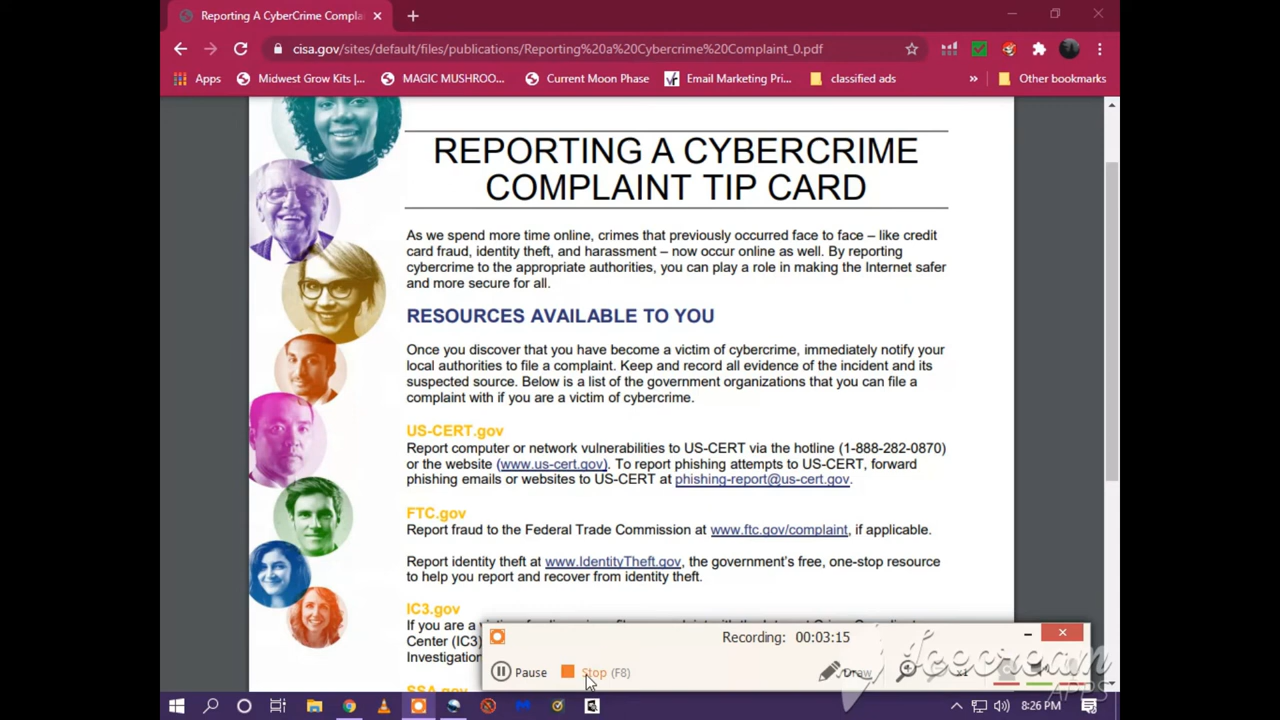 Reporting A CyberCrime Compla
cisa.gov/sites/default/files/publications/Reporting%20a%20Cybercrime%20Complaint_0.pdf
Apps Midwest Grow Kits |... MAGIC MUSHROO... Current Moon Phase Email Marketing Pri... classified ads » Other bookmarks
REPORTING A CYBERCRIME
COMPLAINT TIP CARD
As we spend more time online, crimes that previously occurred face to face – like credit
card fraud, identity theft, and harassment – now occur online as well. By reporting
cybercrime to the appropriate authorities, you can play a role in making the Internet safer
and more secure for all.
RESOURCES AVAILABLE TO YOU
Once you discover that you have become a victim of cybercrime, immediately notify your
local authorities to file a complaint. Keep and record all evidence of the incident and its
suspected source. Below is a list of the government organizations that you can file a
complaint with if you are a victim of cybercrime.
US-CERT.gov
Report computer or network vulnerabilities to US-CERT via the hotline (1-888-282-0870)
or the website (www.us-cert.gov). To report phishing attempts to US-CERT, forward
phishing emails or websites to US-CERT at phishing-report@us-cert.gov.
FTC.gov
Report fraud to the Federal Trade Commission at www.ftc.gov/complaint, if applicable.
Report identity theft at www.IdentityTheft.gov, the government's free, one-stop resource
to help you report and recover from identity theft.
IC3.gov
If you are a
Center (IC3)
Investigation
SSA.gov
Recording: 00:03:15
Pause Stop (F8) Draw
Icecream
APPS
8:26 PM